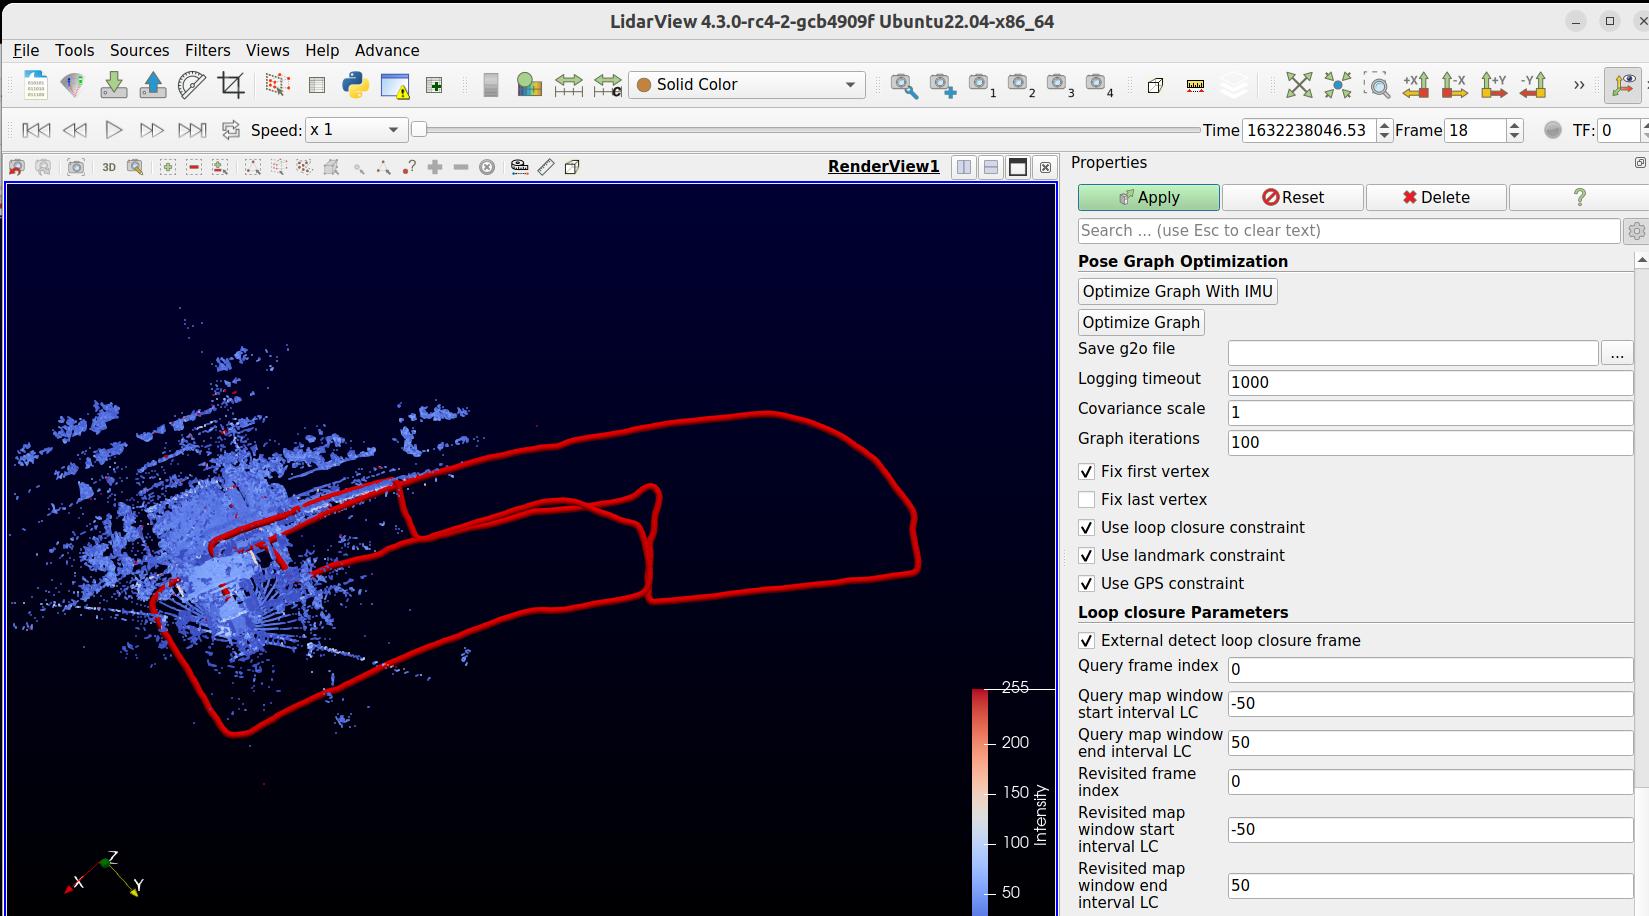 LidarView 4.3.0-rc4-2-gcb4909f Ubuntu22.04-x86_64
File Tools Sources Filters Views Help Advance
Solid Color 1 2 3 4 +X -X +Y -Y »
Speed: x 1 Time 1632238046.53 Frame 18 TF: 0
3D RenderView1
Properties
Apply Reset Delete ?
Search ... (use Esc to clear text)
Pose Graph Optimization
Optimize Graph With IMU
Optimize Graph
Save g2o file ...
Logging timeout 1000
Covariance scale 1
Graph iterations 100
Fix first vertex
Fix last vertex
Use loop closure constraint
Use landmark constraint
Use GPS constraint
Loop closure Parameters
External detect loop closure frame
Query frame index 0
Query map window
start interval LC -50
Query map window
end interval LC 50
Revisited frame
index 0
Revisited map
window start
interval LC -50
Revisited map
window end
interval LC 50
255
200
150
100
50
Intensity
Z
X
Y